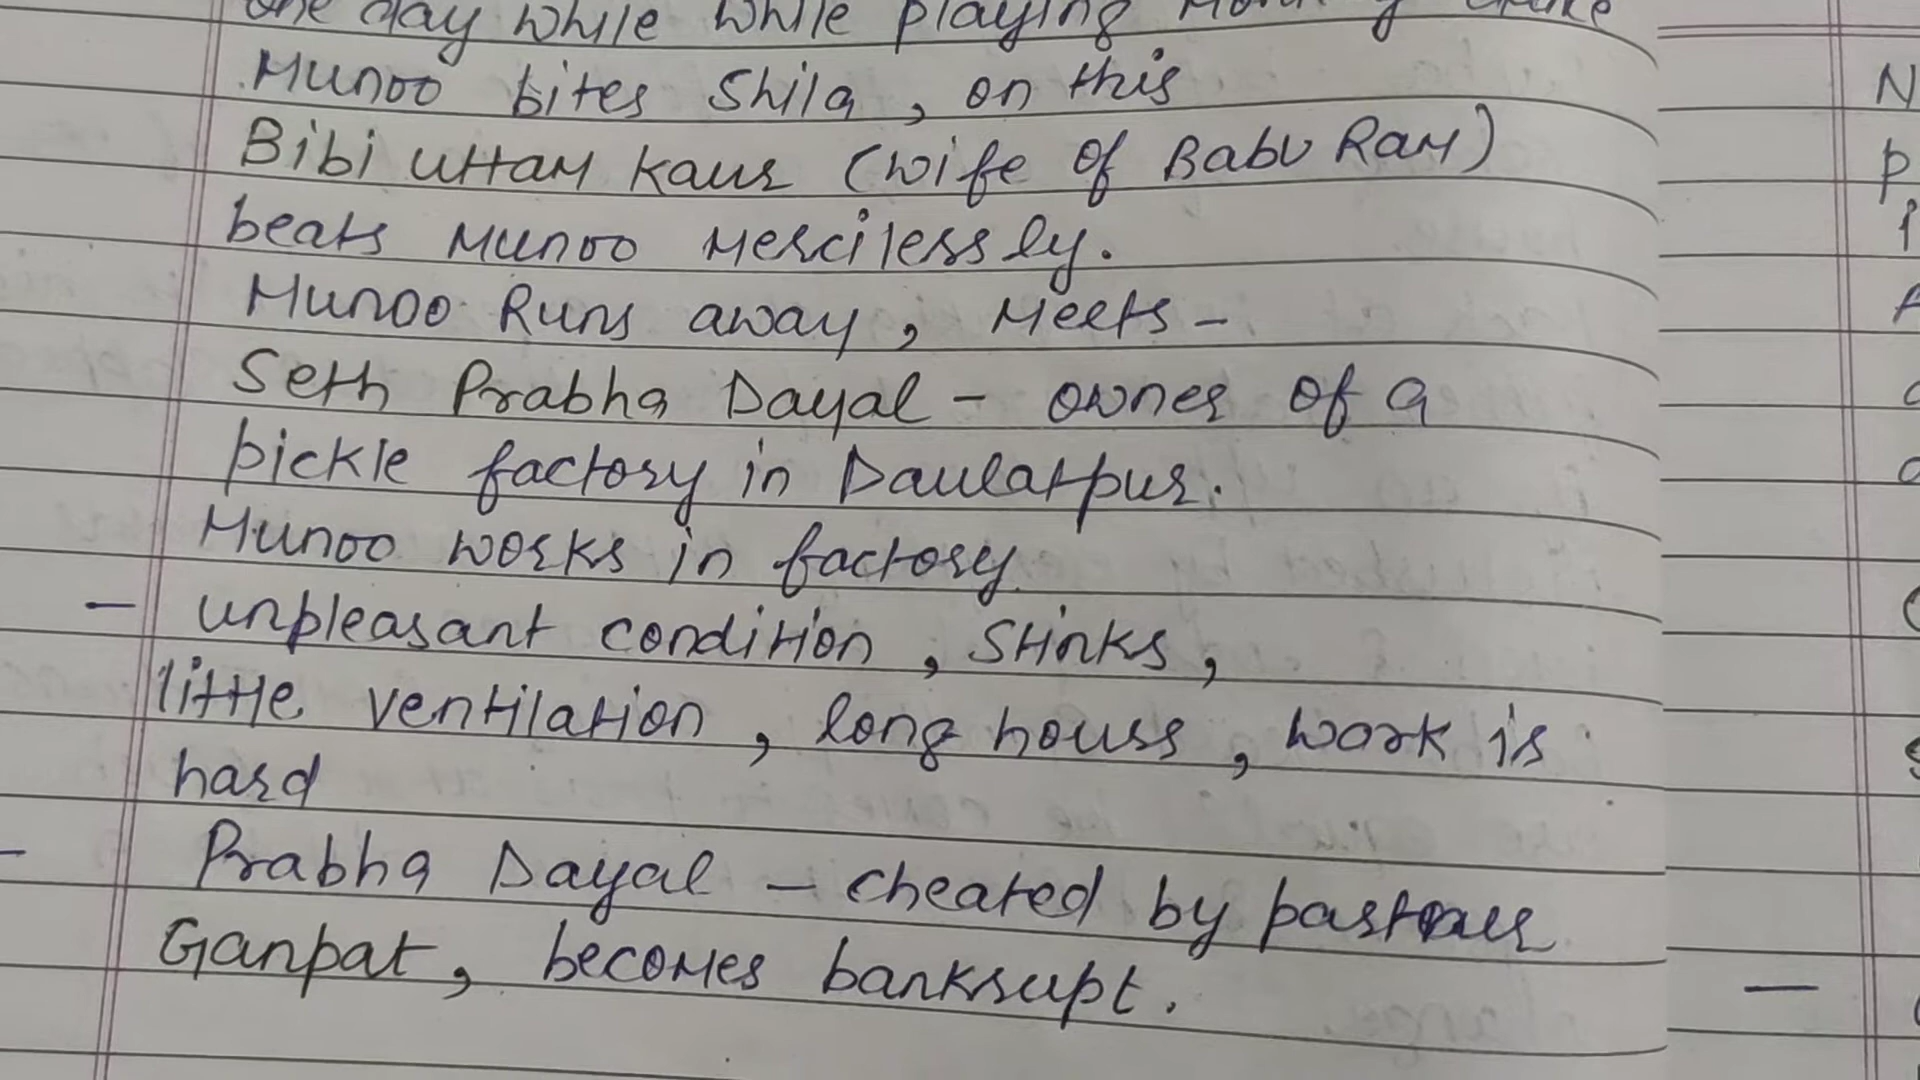 one day while while playing
Munoo bites Shila, on this
Bibi Uttam Kaur (wife of Babu Ram)
beats Munoo Mercilessly.
Munoo Runs away, Meets -
Seth Prabha Dayal - owner of a
pickle factory in Daulatpur.
Munoo works in factory
- unpleasant condition, stinks,
little ventilation, long hours, work is
hard
- Prabha Dayal - cheated by partner
Ganpat, becomes bankrupt.